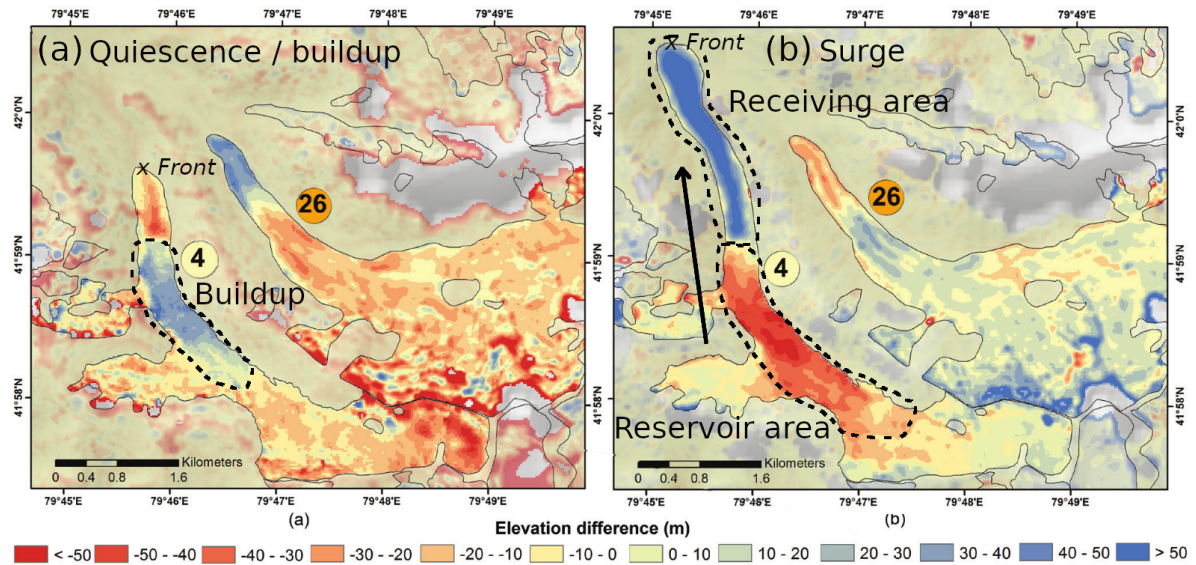 79°45'E 79°46'E 79°47'E 79°48'E 79°49'E
79°45'E 79°46'E 79°47'E 79°48'E 79°49'E
(a) Quiescence / buildup
x Front
(b) Surge
Receiving area
42°0'N
42°0'N
x Front
26
26
41°59'N
41°59'N
4
4
Buildup
41°58'N
41°58'N
Reservoir area
Kilometers
0 0.4 0.8 1.6
Kilometers
0 0.4 0.8 1.6
79°45'E 79°46'E 79°47'E 79°48'E 79°49'E
79°45'E 79°46'E 79°47'E 79°48'E 79°49'E
(a)
(b)
Elevation difference (m)
< -50 -50 - -40 -40 - -30 -30 - -20 -20 - -10 -10 - 0 0 - 10 10 - 20 20 - 30 30 - 40 40 - 50 > 50